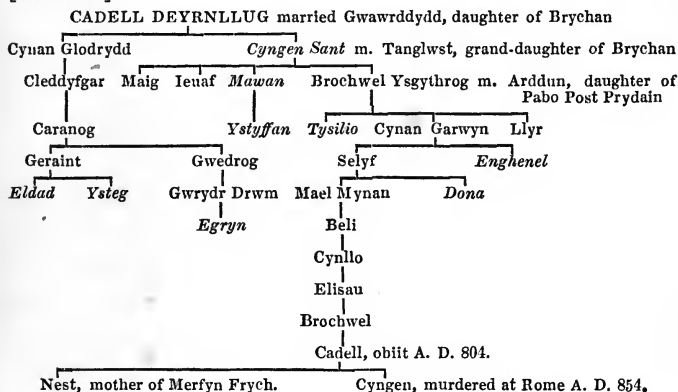 CADELL DEYRNLLUG married Gwawrddydd, daughter of Brychan
Cynan Glodrydd Cyngen Sant m. Tanglwst, grand-daughter of Brychan
Cleddyfgar Maig Ieuaf Mawan Brochwel Ysgythrog m. Arddun, daughter of
Pabo Post Prydain
Caranog Ystyffan Tysilio Cynan Garwyn Llyr
Geraint Gwedrog Selyf Enghenel
Eldad Ysteg Gwrydr Drwm Mael Mynan Dona
Egryn Beli
Cynllo
Elisau
Brochwel
Cadell, obiit A. D. 804.
Nest, mother of Merfyn Frych. Cyngen, murdered at Rome A. D. 854.